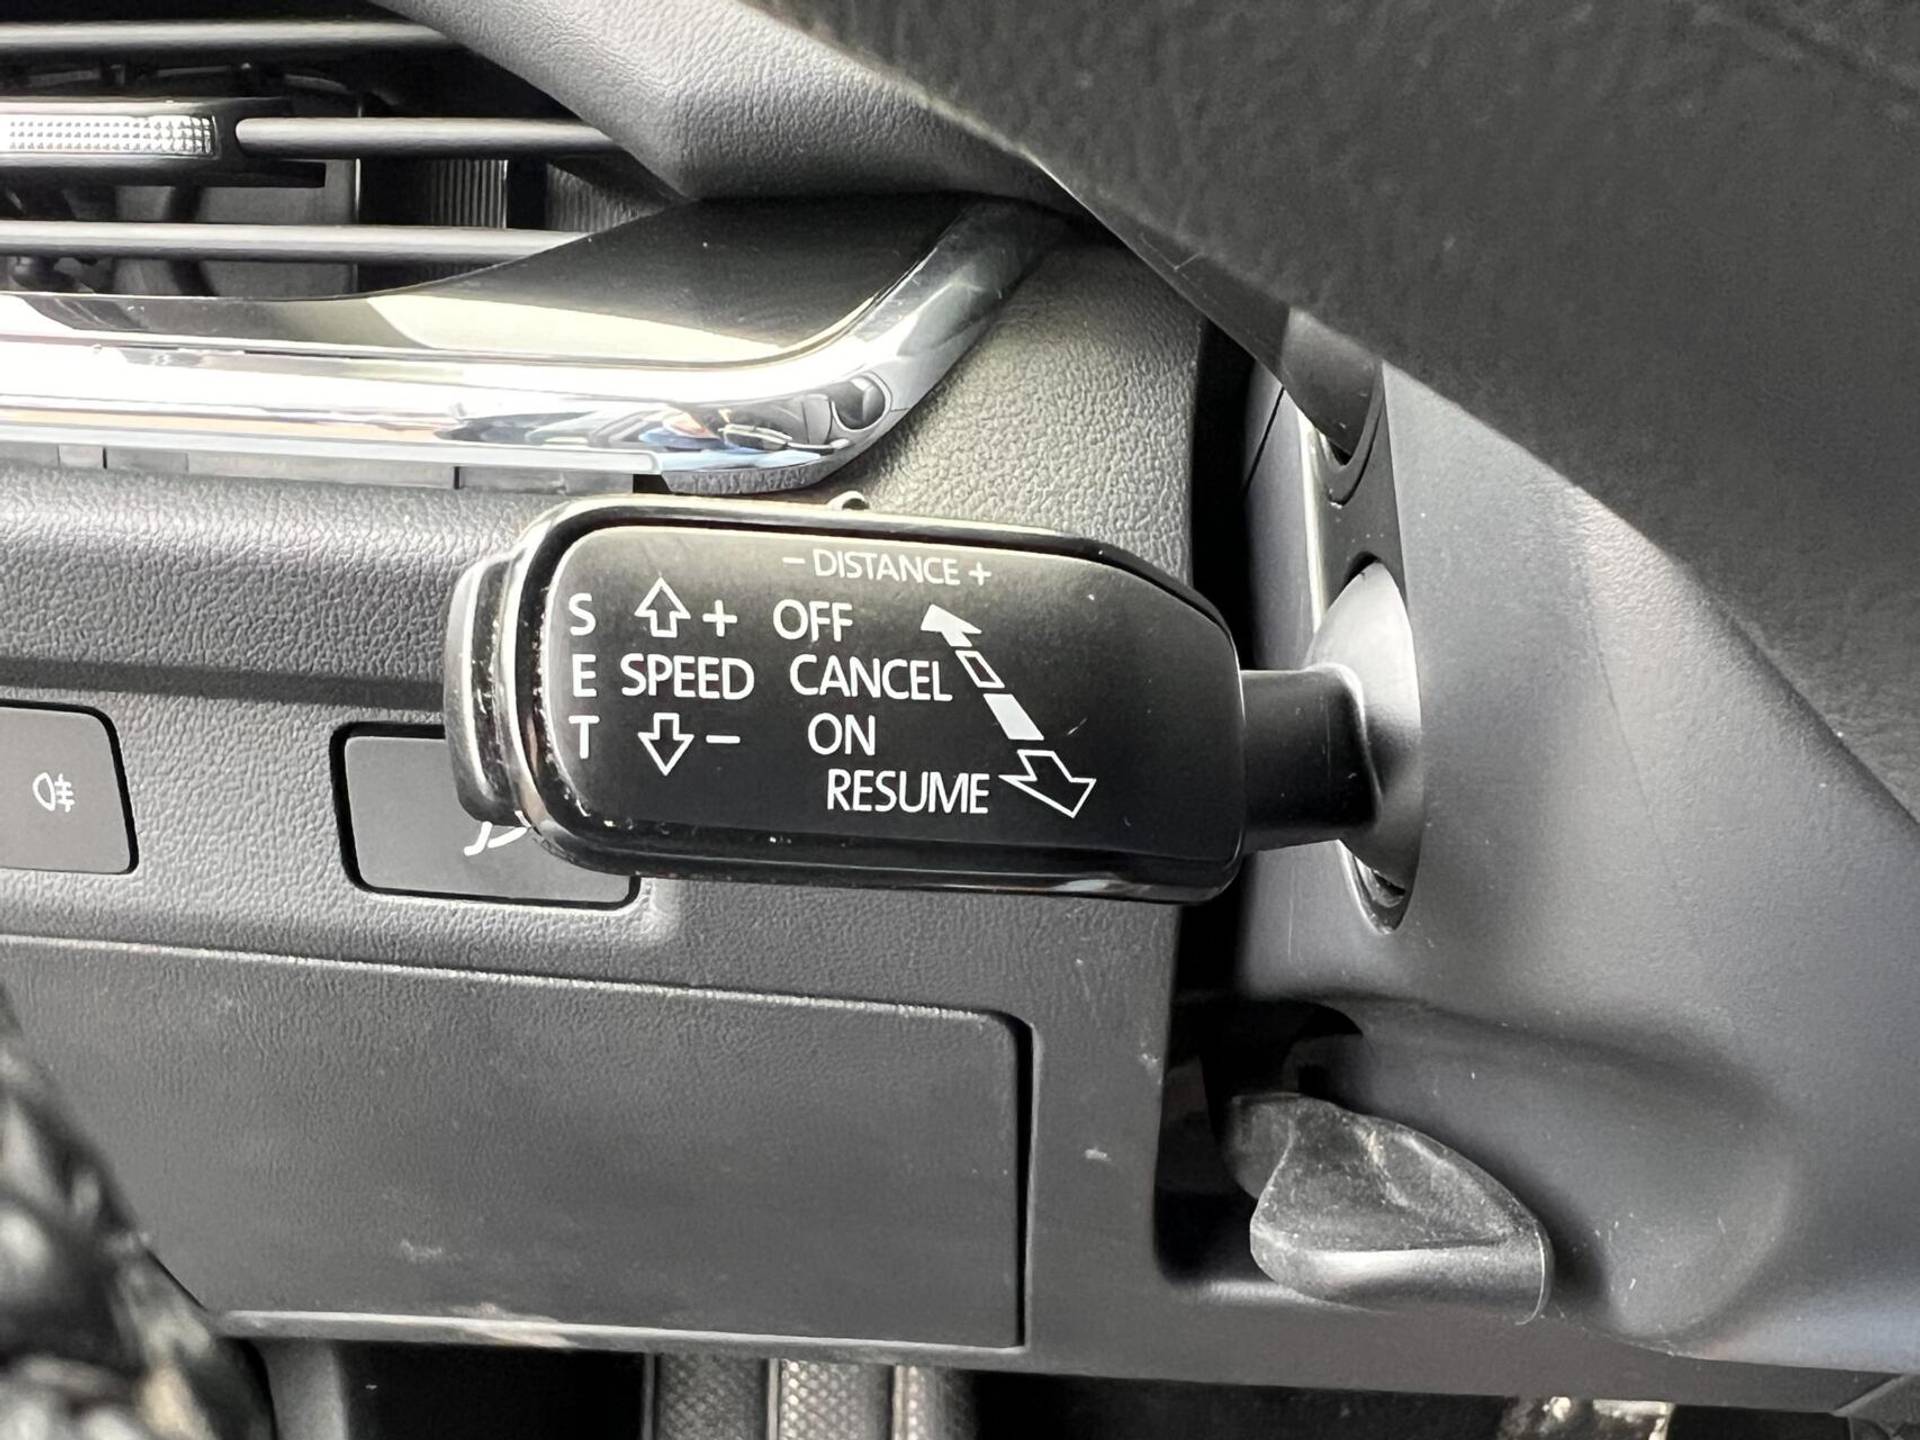 − DISTANCE +
S + OFF
E SPEED CANCEL
T − ON
RESUME